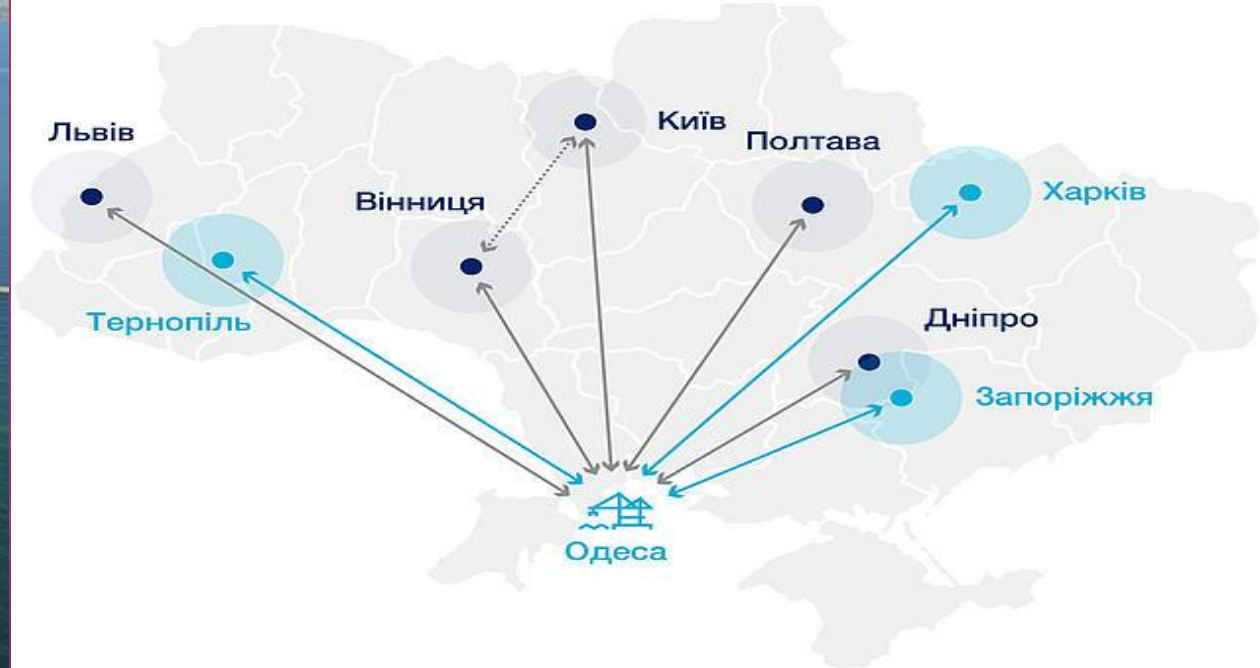 Львів
Київ
Полтава
Вінниця
Харків
Тернопіль
Дніпро
Запоріжжя
Одеса